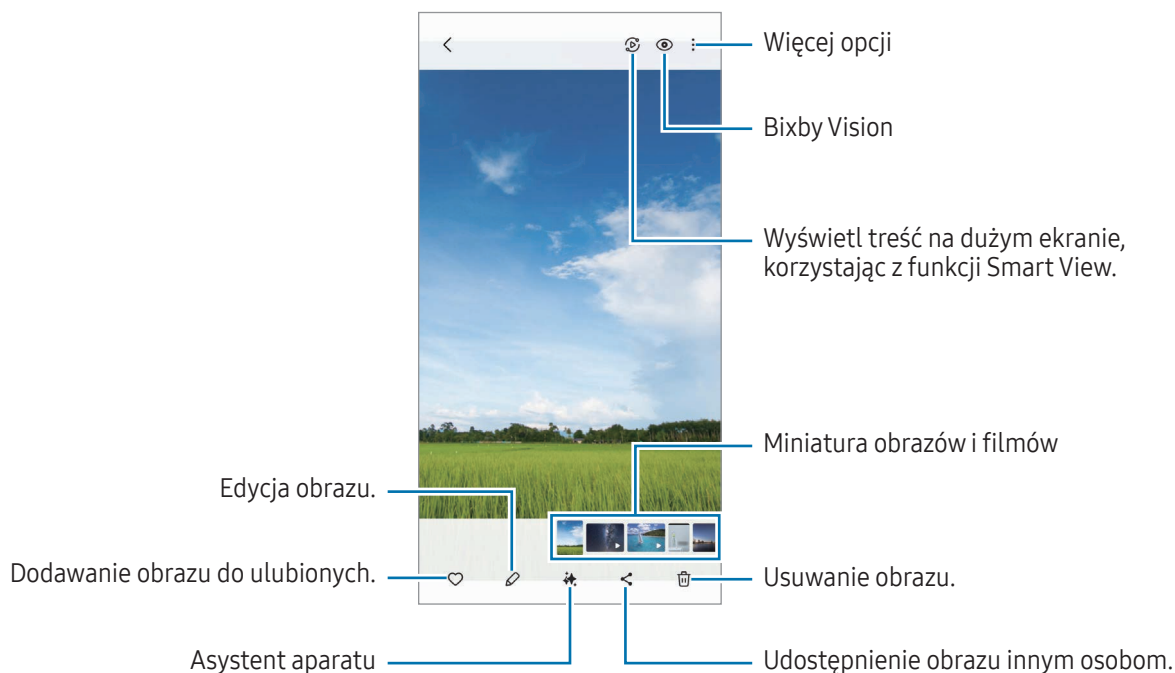 Więcej opcji
Bixby Vision
Wyświetl treść na dużym ekranie,
korzystając z funkcji Smart View.
Miniatura obrazów i filmów
Edycja obrazu.
Dodawanie obrazu do ulubionych.
Usuwanie obrazu.
Asystent aparatu
Udostępnienie obrazu innym osobom.